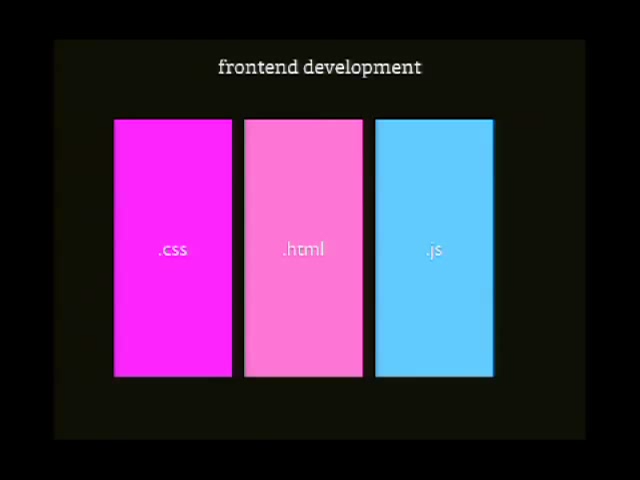 frontend development
.css
.html
.js